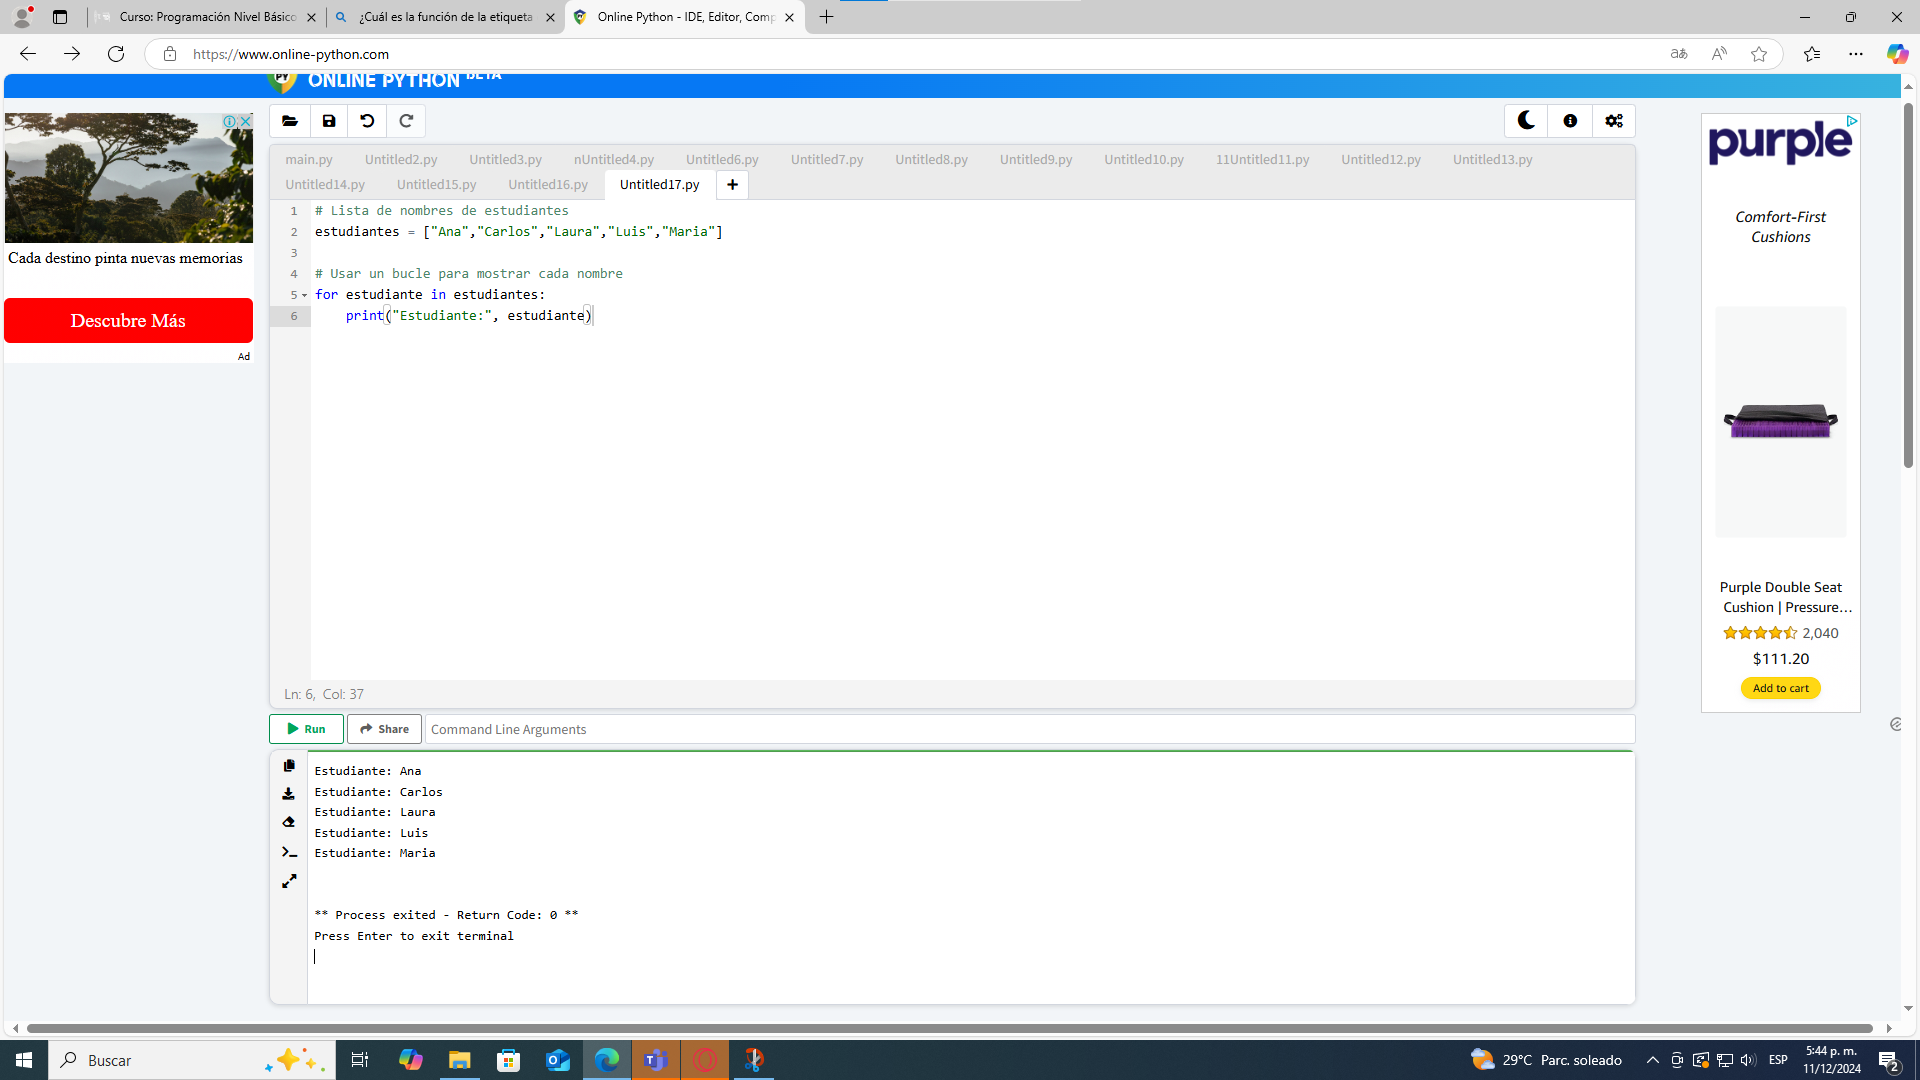 Curso: Programación Nivel Básico
¿Cuál es la función de la etiqueta
Online Python - IDE, Editor, Comp
https://www.online-python.com
ONLINE PYTHON BETA
main.py Untitled2.py Untitled3.py nUntitled4.py Untitled6.py Untitled7.py Untitled8.py Untitled9.py Untitled10.py 11Untitled11.py Untitled12.py Untitled13.py
Untitled14.py Untitled15.py Untitled16.py Untitled17.py +
1 # Lista de nombres de estudiantes
2 estudiantes = ["Ana","Carlos","Laura","Luis","Maria"]
3
4 # Usar un bucle para mostrar cada nombre
5 for estudiante in estudiantes:
6 print("Estudiante:", estudiante)
Ln: 6, Col: 37
Run Share Command Line Arguments
Estudiante: Ana
Estudiante: Carlos
Estudiante: Laura
Estudiante: Luis
Estudiante: Maria
** Process exited - Return Code: 0 **
Press Enter to exit terminal
Cada destino pinta nuevas memorias
Descubre Más
Ad
purple
Comfort-First
Cushions
Purple Double Seat
Cushion | Pressure...
2,040
$111.20
Add to cart
Buscar
29°C Parc. soleado
ESP
5:44 p. m.
11/12/2024
2